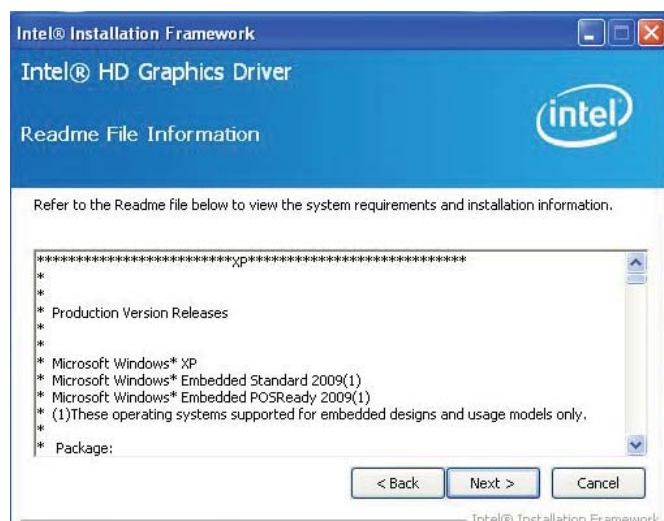 Intel® Installation Framework
Intel® HD Graphics Driver
Readme File Information
intel
Refer to the Readme file below to view the system requirements and installation information.
*************************XP****************************
*
*
* Production Version Releases
*
*
* Microsoft Windows* XP
* Microsoft Windows* Embedded Standard 2009(1)
* Microsoft Windows* Embedded POSReady 2009(1)
* (1)These operating systems supported for embedded designs and usage models only.
*
* Package:
< Back Next > Cancel
Intel® Installation Framework